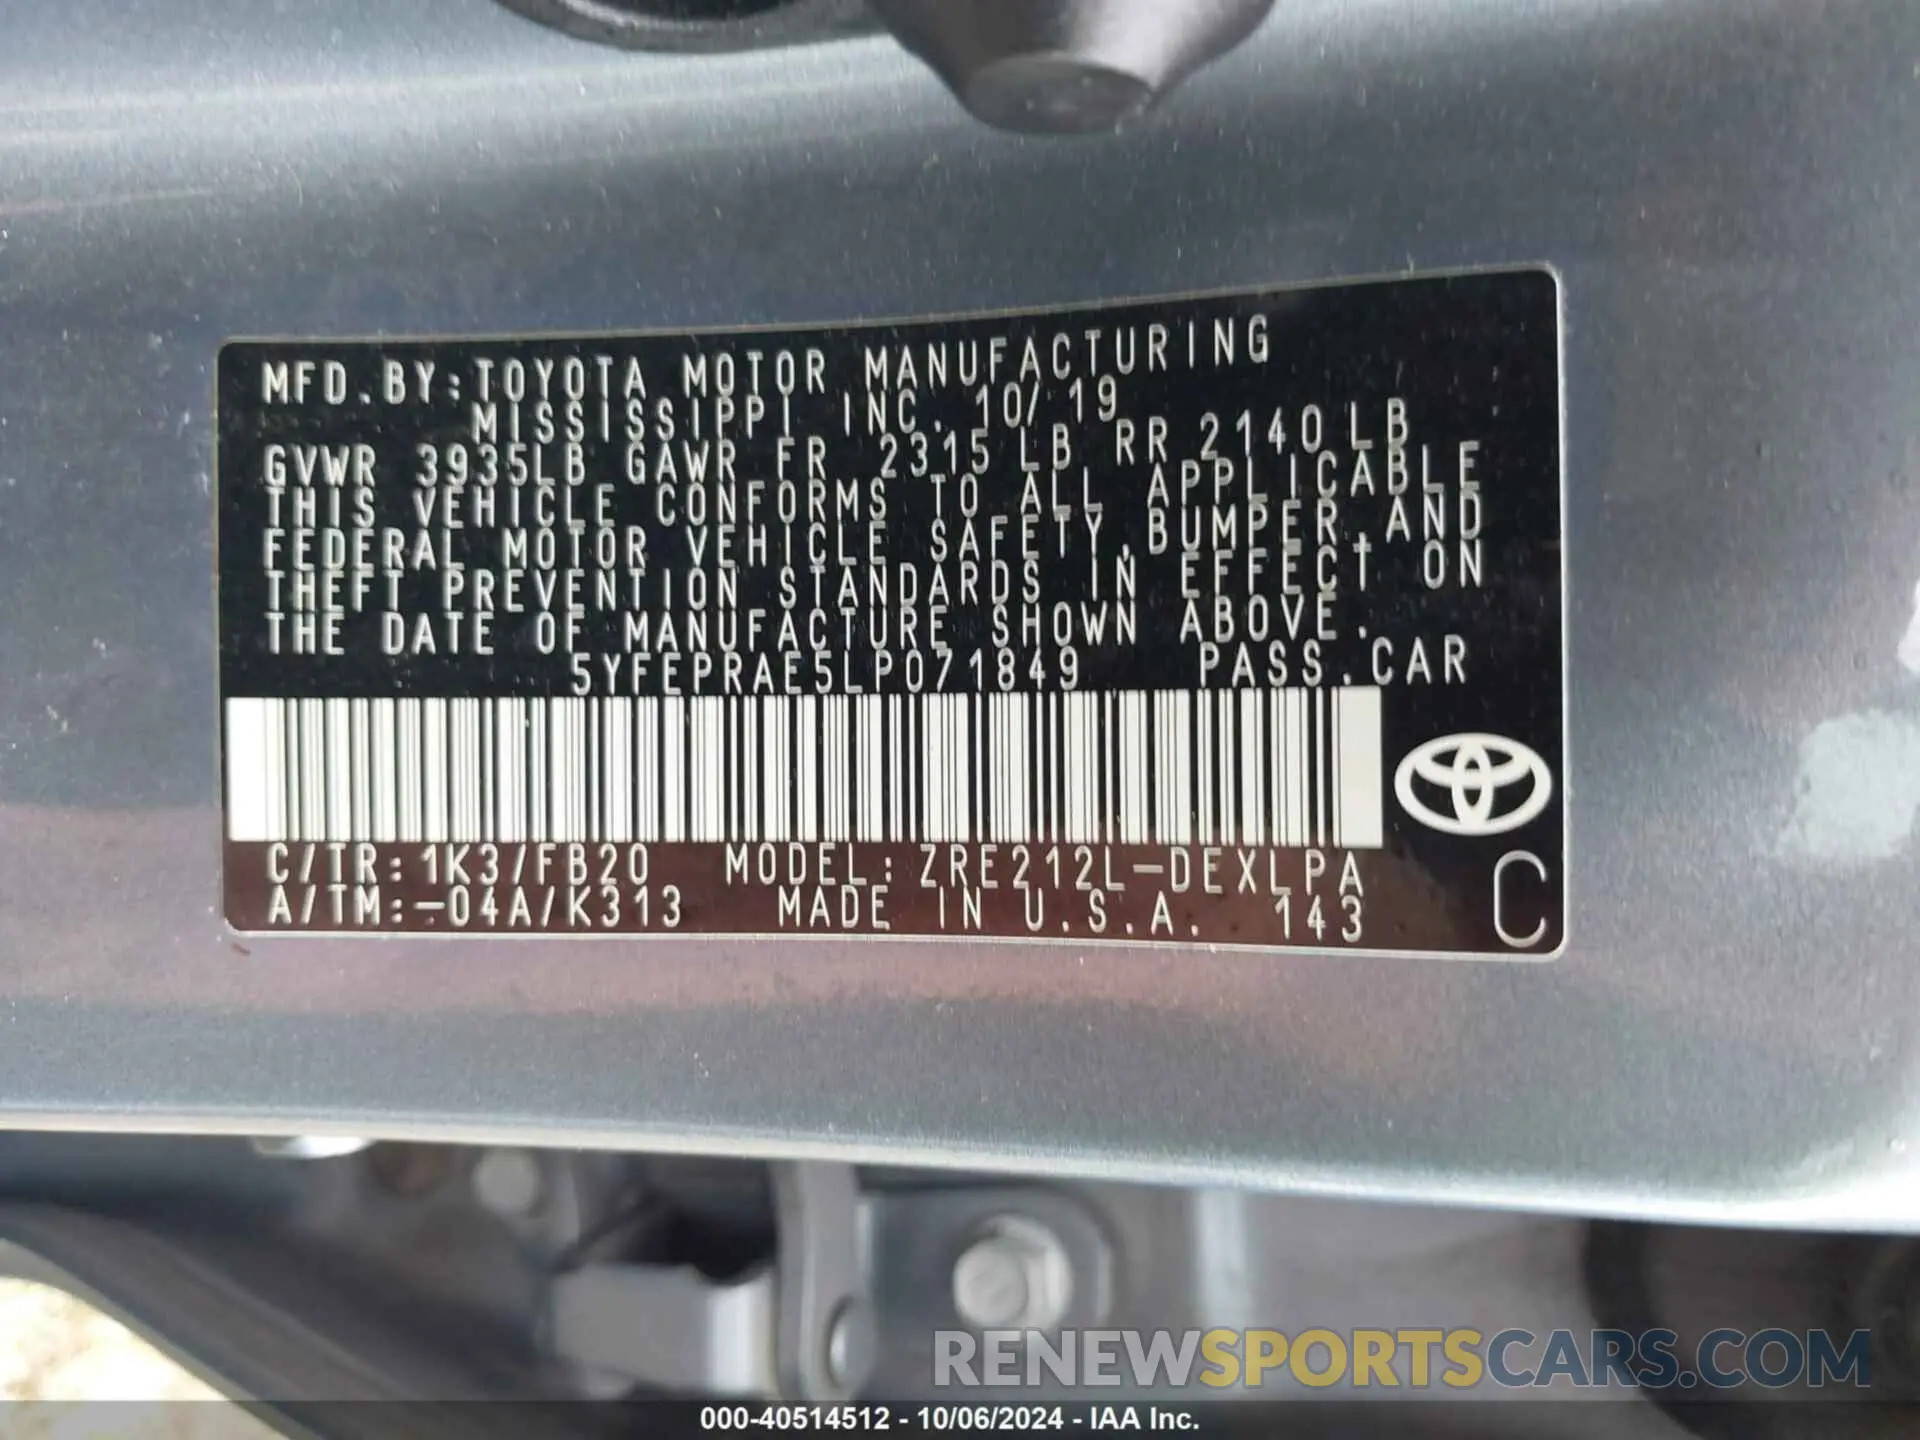 MFD.BY:TOYOTA MOTOR MANUFACTURING
MISSISSIPPI INC. 10/19
GVWR 3935LB GAWR FR 2315 LB RR 2140 LB
THIS VEHICLE CONFORMS TO ALL APPLICABLE
FEDERAL MOTOR VEHICLE SAFETY,BUMPER,AND
THEFT PREVENTION STANDARDS IN EFFECT ON
THE DATE OF MANUFACTURE SHOWN ABOVE.
5YFEPRAE5LP071849 PASS.CAR
C/TR:1K3/FB20 MODEL:ZRE212L-DEXLPA
A/TM:-04A/K313 MADE IN U.S.A. 143
C
RENEWSPORTSCARS.COM
000-40514512 - 10/06/2024 - IAA Inc.